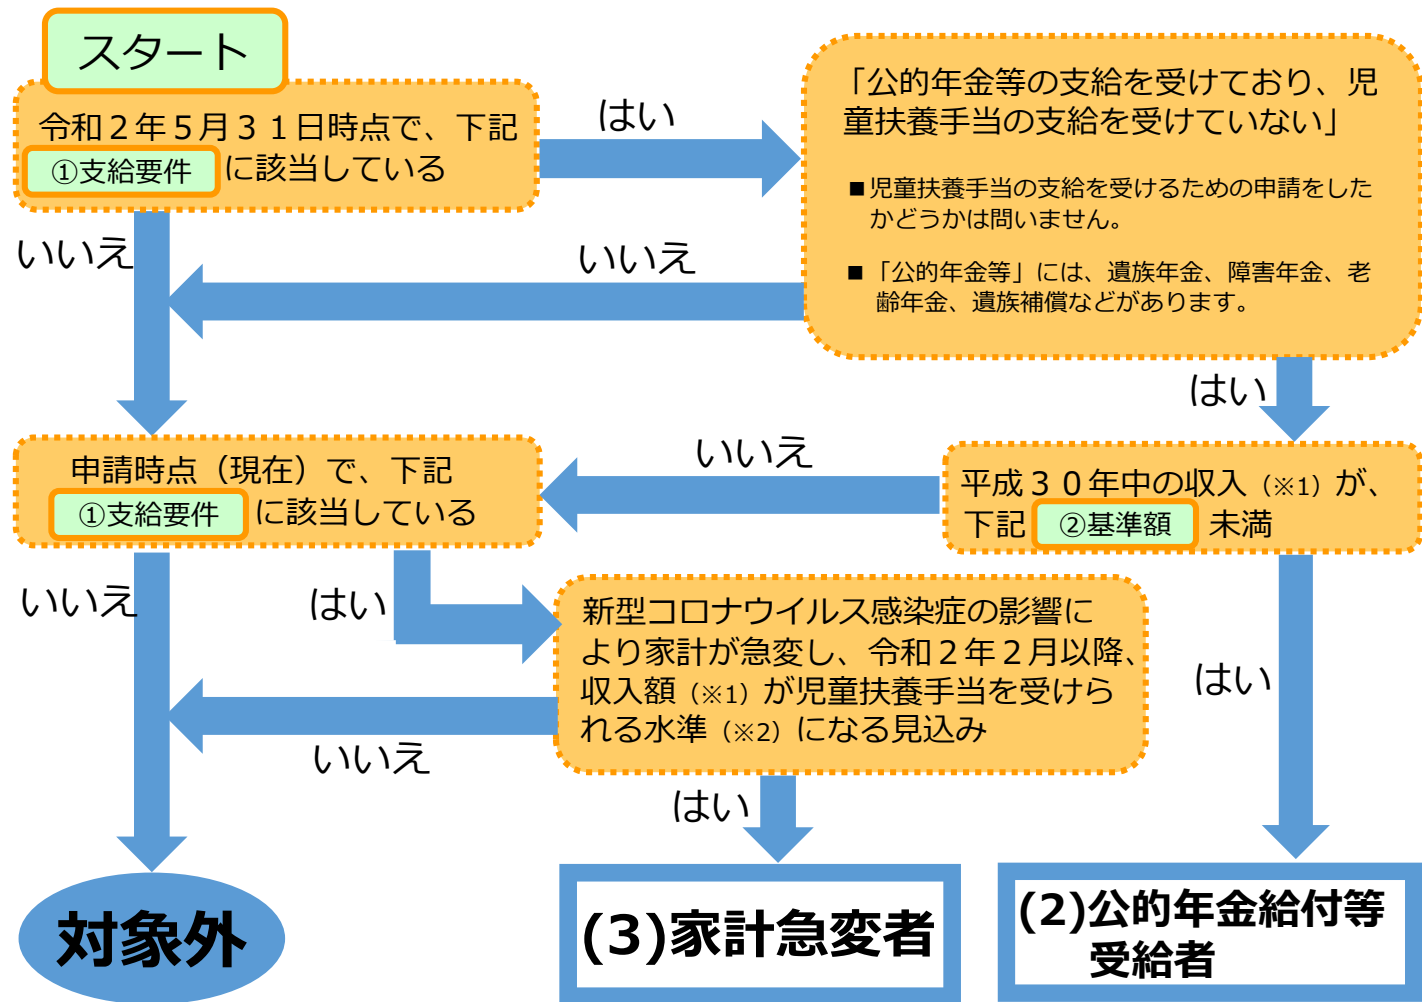 スタート
令和２年５月３１日時点で、下記
①支給要件 に該当している
はい
「公的年金等の支給を受けており、児
童扶養手当の支給を受けていない」
■児童扶養手当の支給を受けるための申請をした
かどうかは問いません。
■「公的年金等」には、遺族年金、障害年金、老
齢年金、遺族補償などがあります。
いいえ
いいえ
はい
申請時点（現在）で、下記
①支給要件 に該当している
いいえ
平成３０年中の収入（※1）が、
下記 ②基準額 未満
いいえ
はい
新型コロナウイルス感染症の影響に
より家計が急変し、令和２年２月以降、
収入額（※1）が児童扶養手当を受けら
れる水準（※2）になる見込み
はい
いいえ
はい
対象外
(3)家計急変者
(2)公的年金給付等
受給者